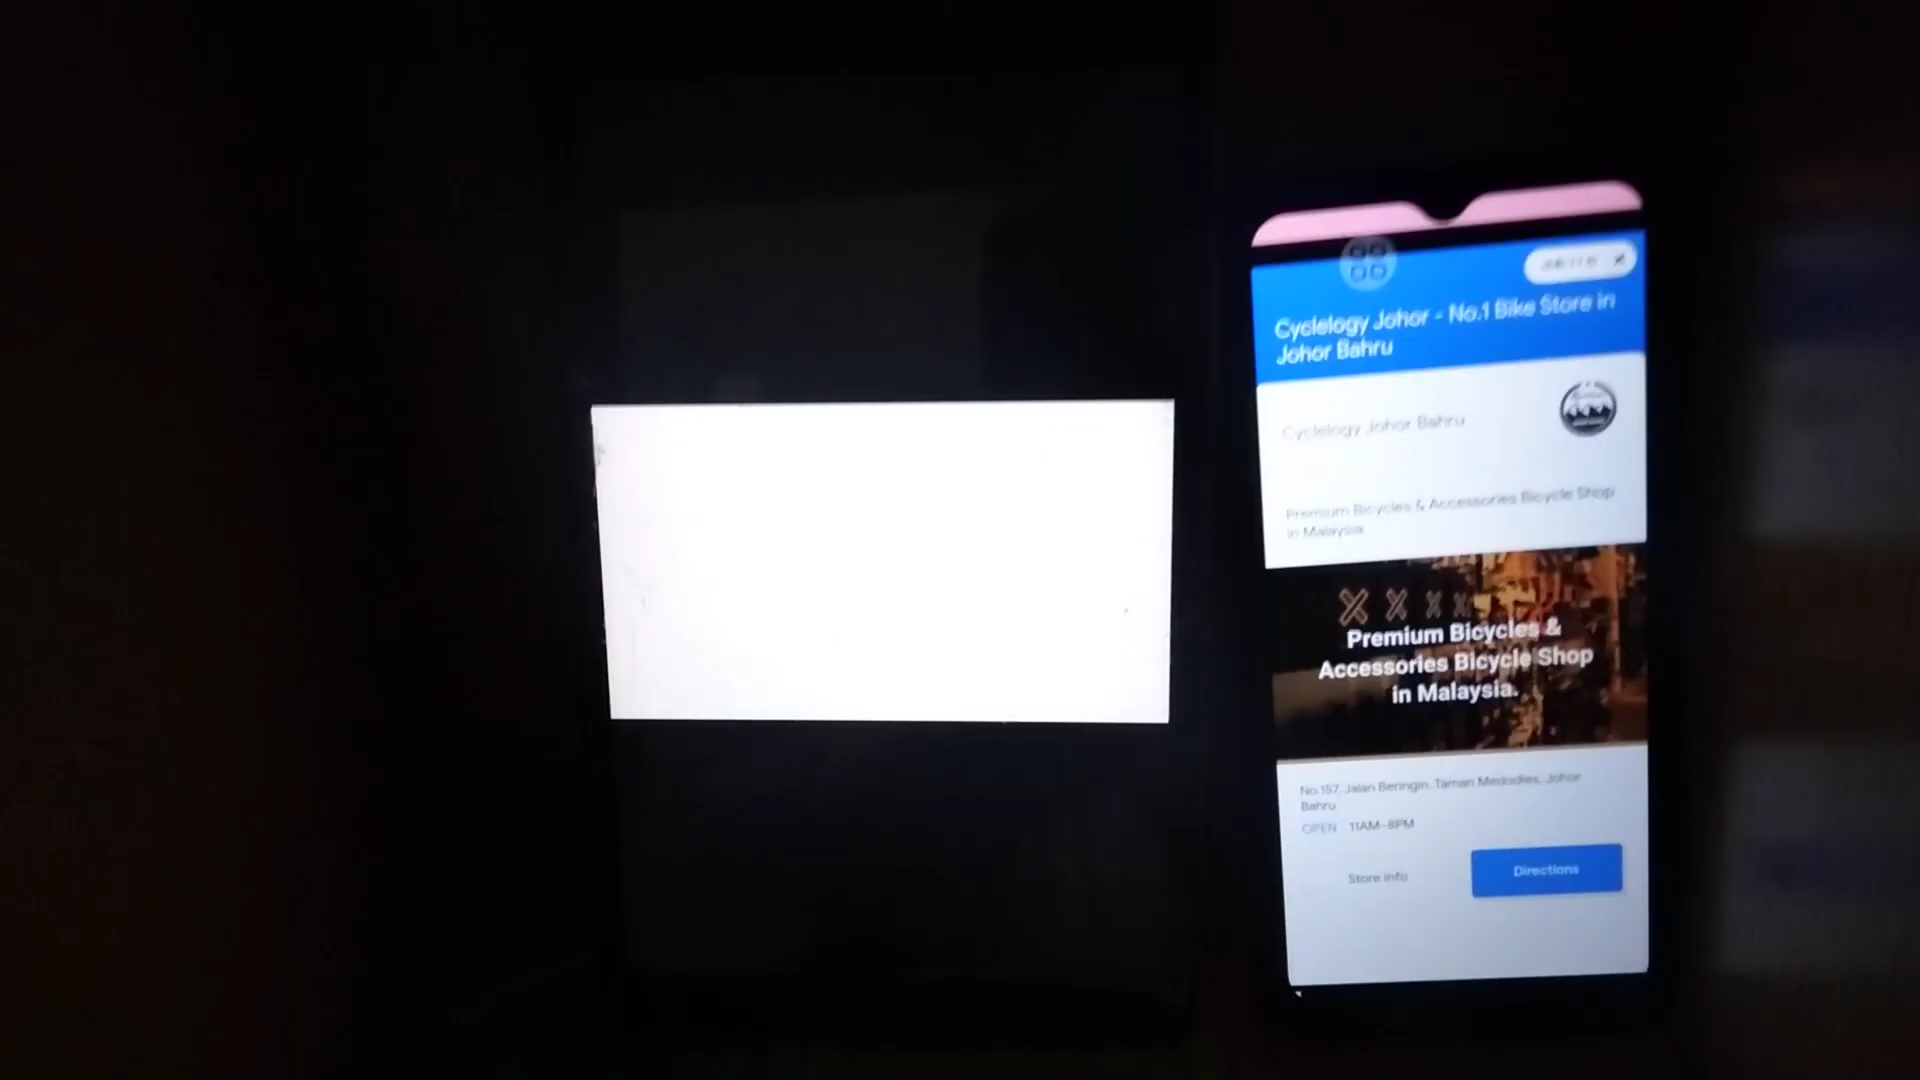 Cyclelogy Johor - No.1 Bike Store in
Johor Bahru
Cyclelogy Johor Bahru
Premium Bicycles & Accessories Bicycle Shop
in Malaysia
Premium Bicycles &
Accessories Bicycle Shop
in Malaysia.
No.157, Jalan Beringin, Taman Medodies, Johor
Bahru
OPEN 11AM–8PM
Store info
Directions